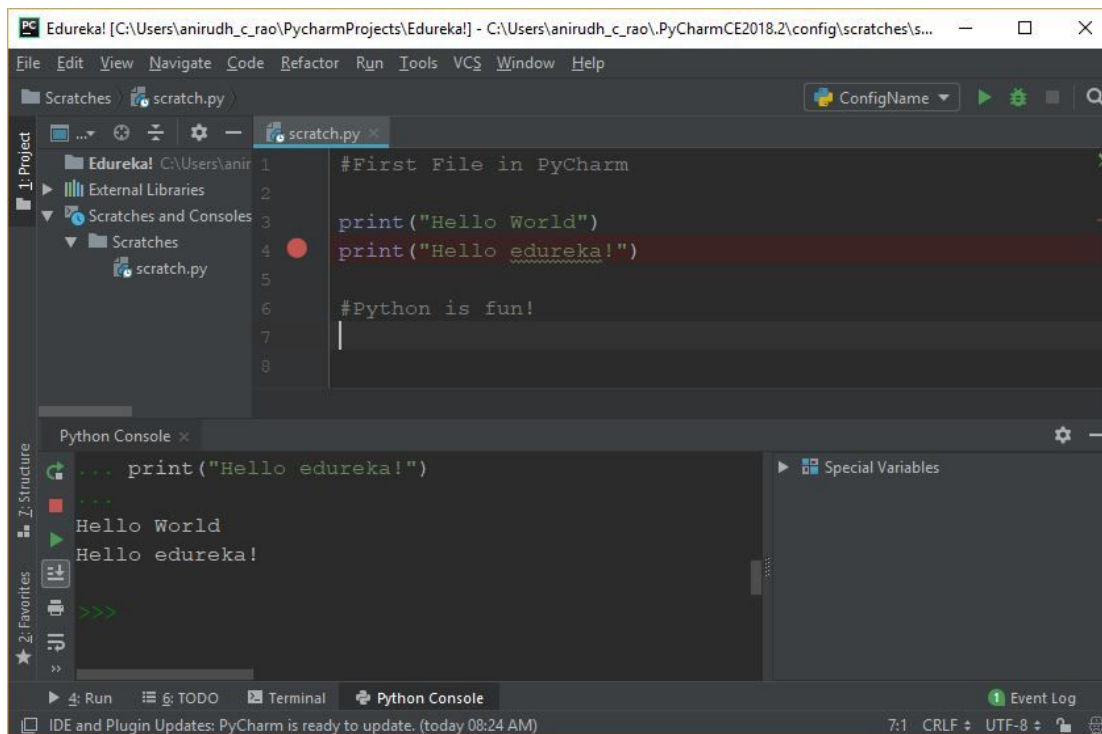 PC Edureka! [C:\Users\anirudh_c_rao\PycharmProjects\Edureka!] - C:\Users\anirudh_c_rao\.PyCharmCE2018.2\config\scratches\s...
File Edit View Navigate Code Refactor Run Tools VCS Window Help
Scratches scratch.py ConfigName
1: Project
... scratch.py
Edureka! C:\Users\anir
External Libraries
Scratches and Consoles
Scratches
scratch.py
1 #First File in PyCharm
2
3 print("Hello World")
4 print("Hello edureka!")
5
6 #Python is fun!
7
8
7: Structure
2: Favorites
Python Console
... print("Hello edureka!")
...
Hello World
Hello edureka!
>>>
Special Variables
4: Run 6: TODO Terminal Python Console 1 Event Log
IDE and Plugin Updates: PyCharm is ready to update. (today 08:24 AM) 7:1 CRLF UTF-8